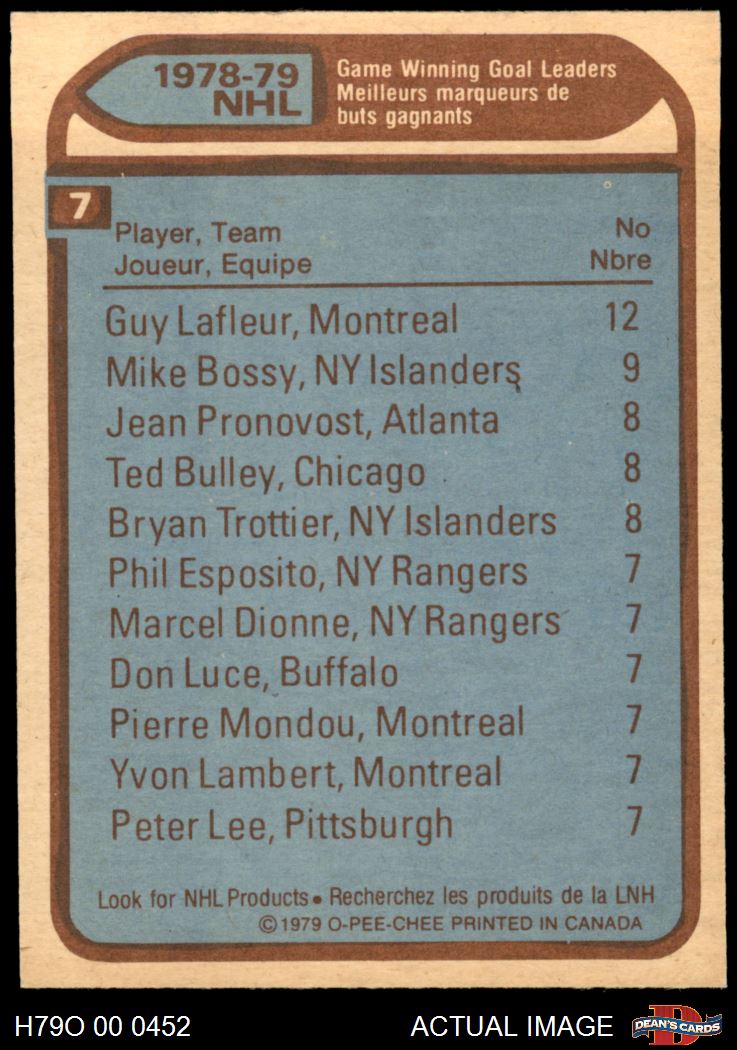 1978-79
NHL
Game Winning Goal Leaders
Meilleurs marqueurs de
buts gagnants
7
Player, Team No
Joueur, Equipe Nbre
Guy Lafleur, Montreal 12
Mike Bossy, NY Islanders 9
Jean Pronovost, Atlanta 8
Ted Bulley, Chicago 8
Bryan Trottier, NY Islanders 8
Phil Esposito, NY Rangers 7
Marcel Dionne, NY Rangers 7
Don Luce, Buffalo 7
Pierre Mondou, Montreal 7
Yvon Lambert, Montreal 7
Peter Lee, Pittsburgh 7
Look for NHL Products • Recherchez les produits de la LNH
© 1979 O-PEE-CHEE PRINTED IN CANADA
H79O 00 0452 ACTUAL IMAGE D DEAN'S CARDS